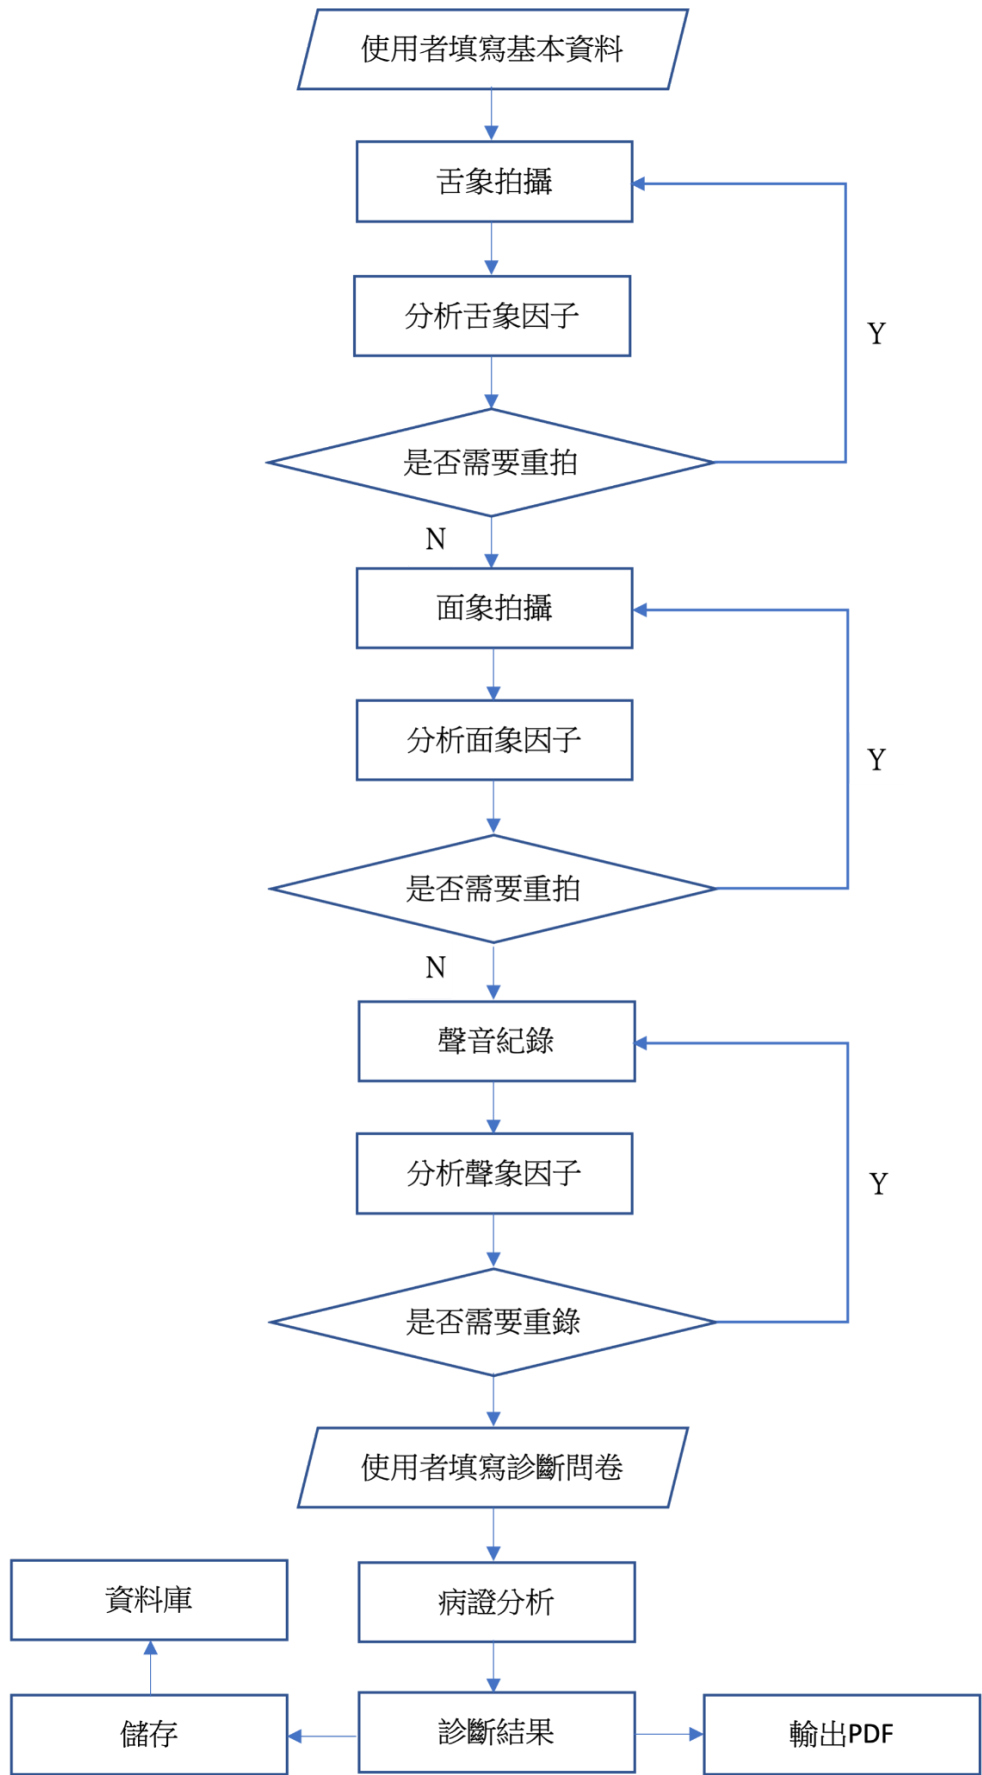 使用者填寫基本資料
舌象拍攝
分析舌象因子
Y
是否需要重拍
N
面象拍攝
分析面象因子
Y
是否需要重拍
N
聲音紀錄
分析聲象因子
Y
是否需要重錄
使用者填寫診斷問卷
資料庫
病證分析
儲存
診斷結果
輸出PDF